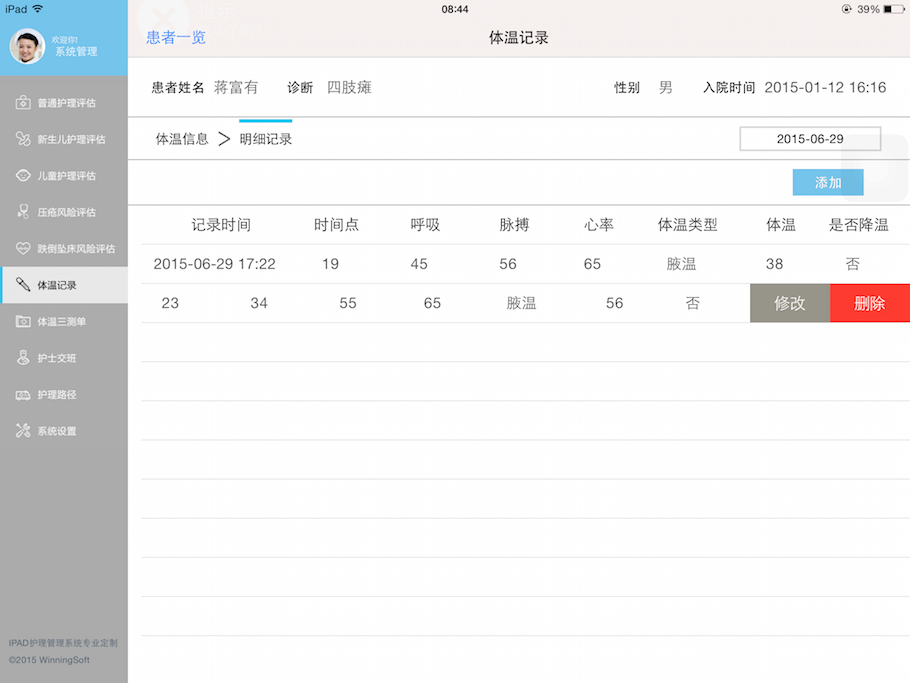 iPad 08:44 39%
欢迎你!
系统管理
患者一览 体温记录
患者姓名 蒋富有 诊断 四肢瘫 性别 男 入院时间 2015-01-12 16:16
体温信息 > 明细记录 2015-06-29
添加
普通护理评估
新生儿护理评估
儿童护理评估
压疮风险评估
跌倒坠床风险评估
体温记录
体温三测单
护士交班
护理路径
系统设置
记录时间 时间点 呼吸 脉搏 心率 体温类型 体温 是否降温
2015-06-29 17:22 19 45 56 65 腋温 38 否
23 34 55 65 腋温 56 否 修改 删除
IPAD护理管理系统专业定制
©2015 WinningSoft